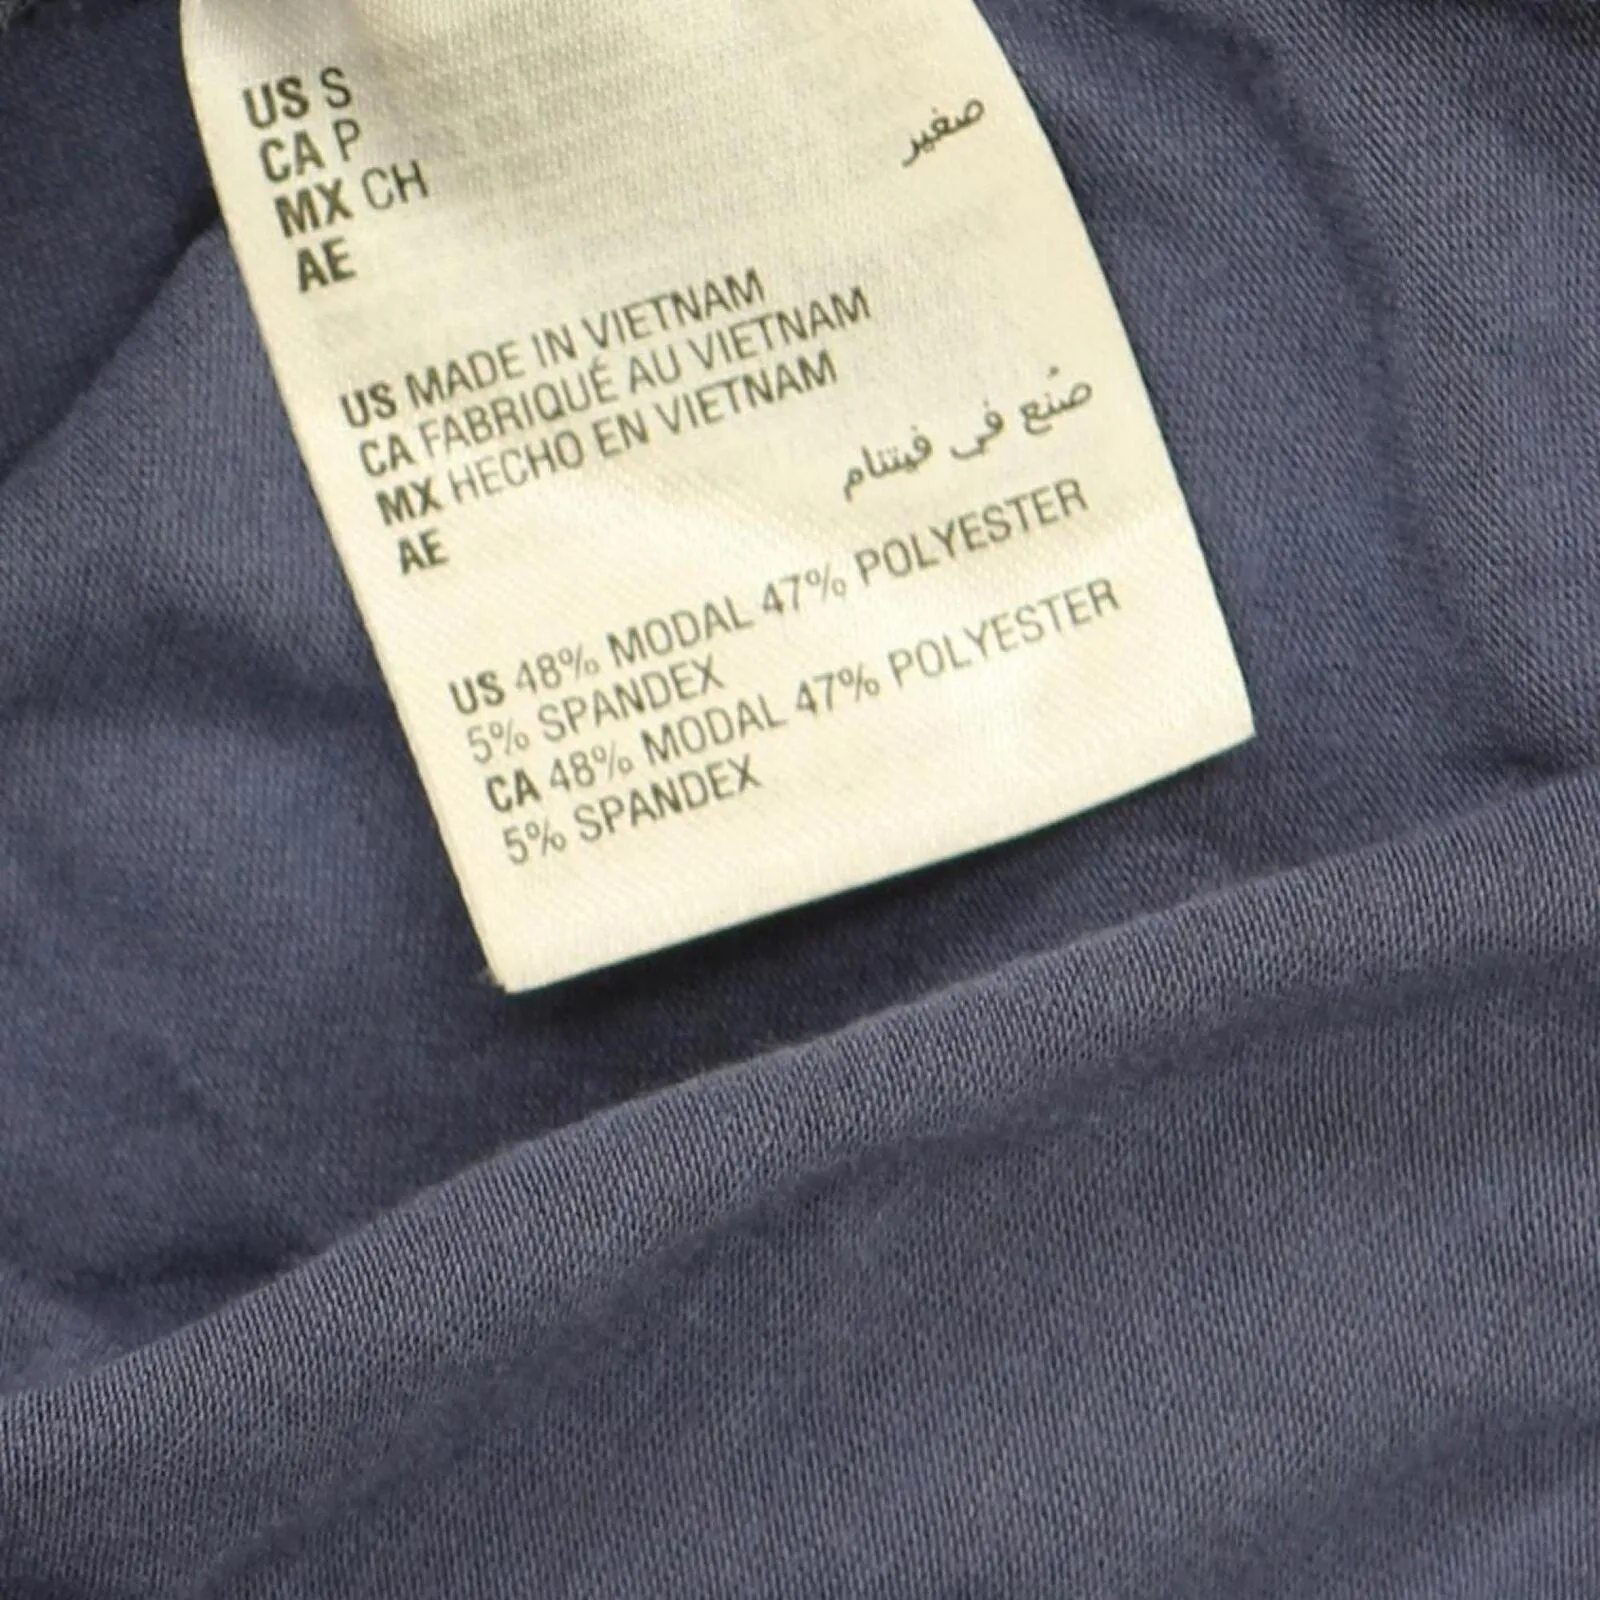 US S
CA P
MX CH
AE صغير
US MADE IN VIETNAM
CA FABRIQUÉ AU VIETNAM
MX HECHO EN VIETNAM
AE صُنع في فيتنام
US 48% MODAL 47% POLYESTER
5% SPANDEX
CA 48% MODAL 47% POLYESTER
5% SPANDEX